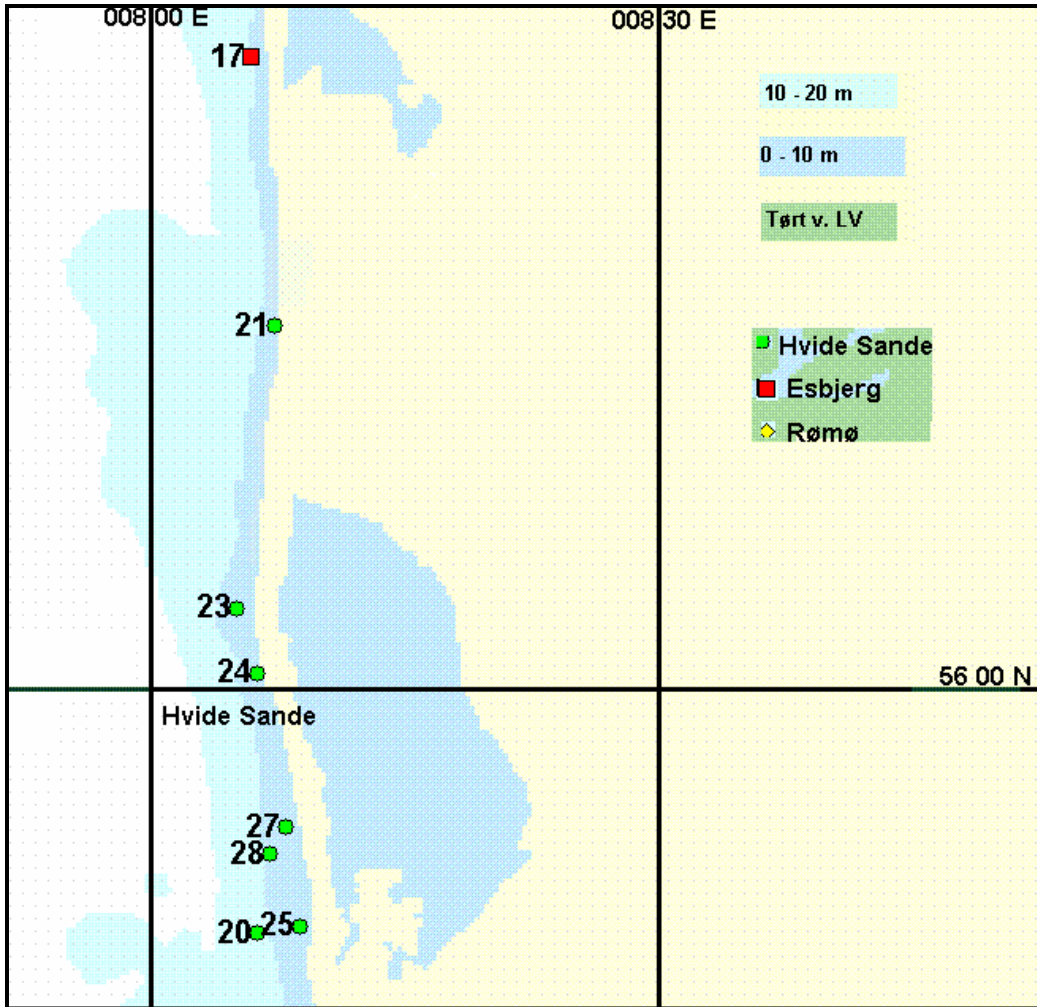 008 00 E
008 30 E
17
10 - 20 m
0 - 10 m
Tørt v. LV
21
Hvide Sande
Esbjerg
Rømø
23
24
56 00 N
Hvide Sande
27
28
25
20